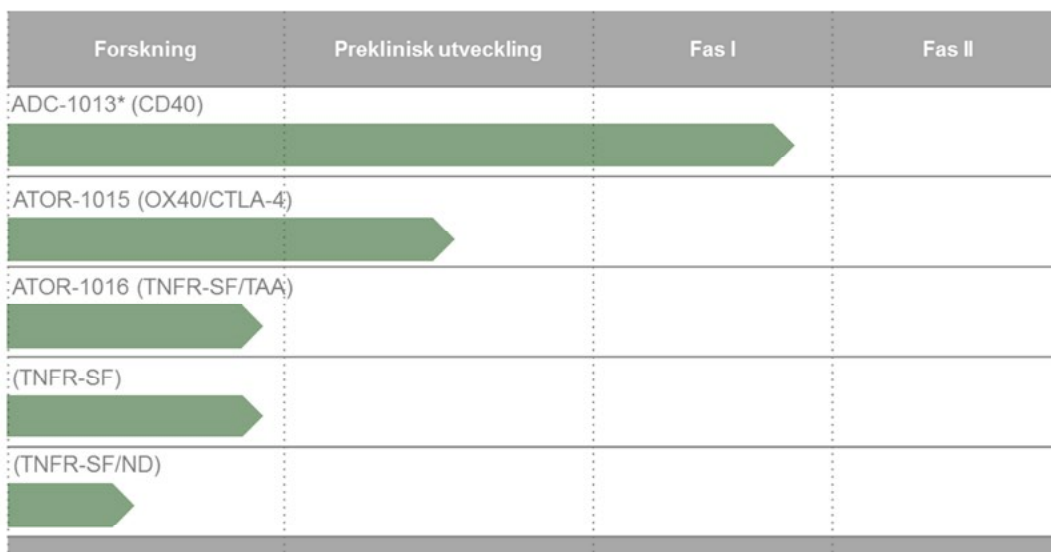 Forskning Preklinisk utveckling Fas I Fas II
ADC-1013* (CD40)
ATOR-1015 (OX40/CTLA-4)
ATOR-1016 (TNFR-SF/TAA)
(TNFR-SF)
(TNFR-SF/ND)